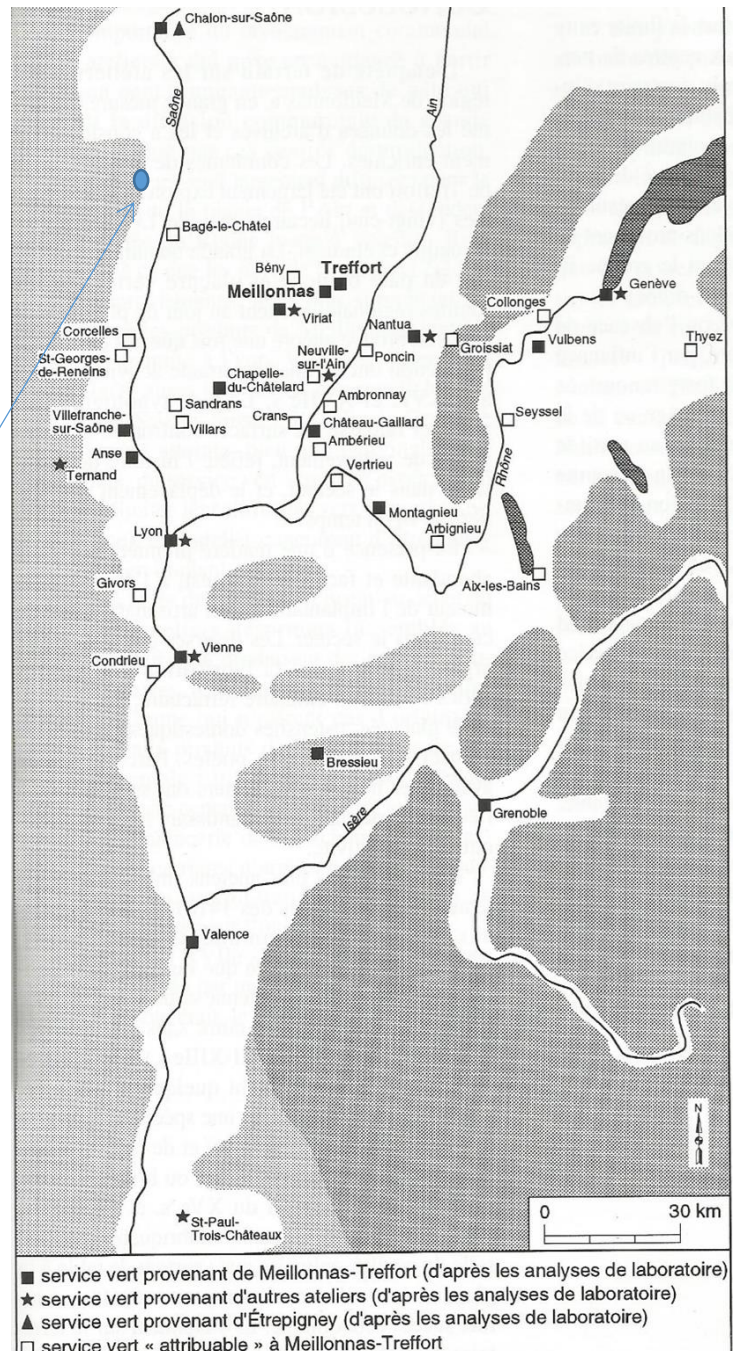 Chalon-sur-Saône
Saône
Ain
Bagé-le-Châtel
Bény
Treffort
Meillonnas
Viriat
Genève
Collonges
Nantua
Corcelles
Vulbens
Thyez
St-Georges-
de-Reneins
Neuville-
sur-l'Ain
Poncin
Groissiat
Chapelle-
du-Châtelard
Ambronnay
Sandrans
Villefranche-
sur-Saône
Villars
Crans
Château-Gaillard
Seyssel
Ambérieu
Anse
Ternand
Vertrieu
Rhône
Montagnieu
Lyon
Arbignieu
Aix-les-Bains
Givors
Vienne
Condrieu
Bressieu
Isère
Grenoble
Valence
N
St-Paul-
Trois-Châteaux
0 30 km
■ service vert provenant de Meillonnas-Treffort (d'après les analyses de laboratoire)
★ service vert provenant d'autres ateliers (d'après les analyses de laboratoire)
▲ service vert provenant d'Étrepigney (d'après les analyses de laboratoire)
□ service vert « attribuable » à Meillonnas-Treffort